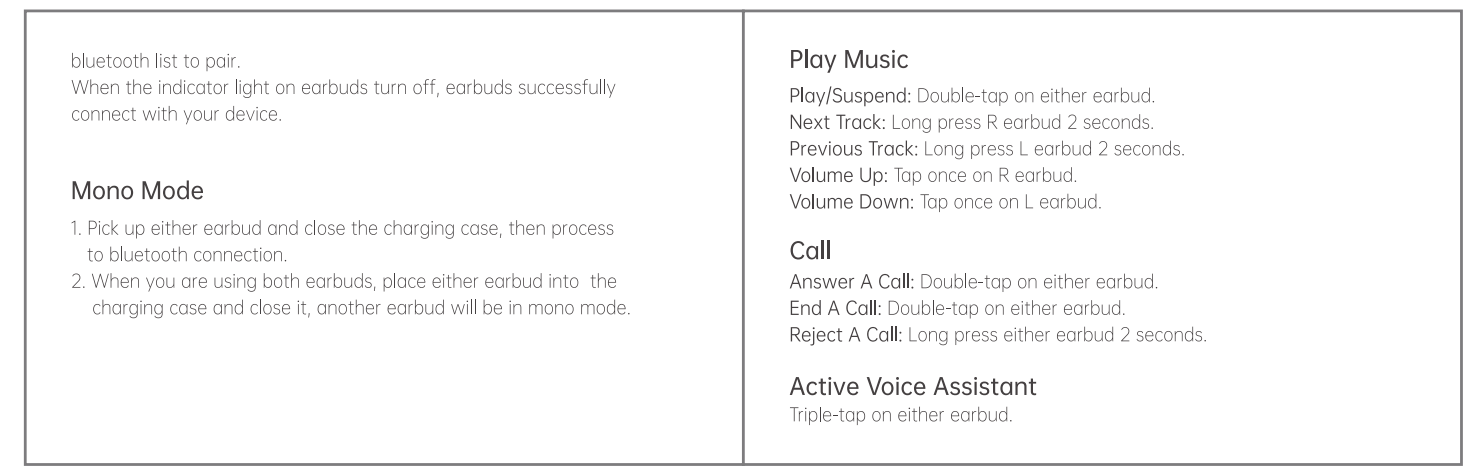 bluetooth list to pair.
When the indicator light on earbuds turn off, earbuds successfully
connect with your device.
Mono Mode
1. Pick up either earbud and close the charging case, then process
to bluetooth connection.
2. When you are using both earbuds, place either earbud into the
charging case and close it, another earbud will be in mono mode.
Play Music
Play/Suspend: Double-tap on either earbud.
Next Track: Long press R earbud 2 seconds.
Previous Track: Long press L earbud 2 seconds.
Volume Up: Tap once on R earbud.
Volume Down: Tap once on L earbud.
Call
Answer A Call: Double-tap on either earbud.
End A Call: Double-tap on either earbud.
Reject A Call: Long press either earbud 2 seconds.
Active Voice Assistant
Triple-tap on either earbud.